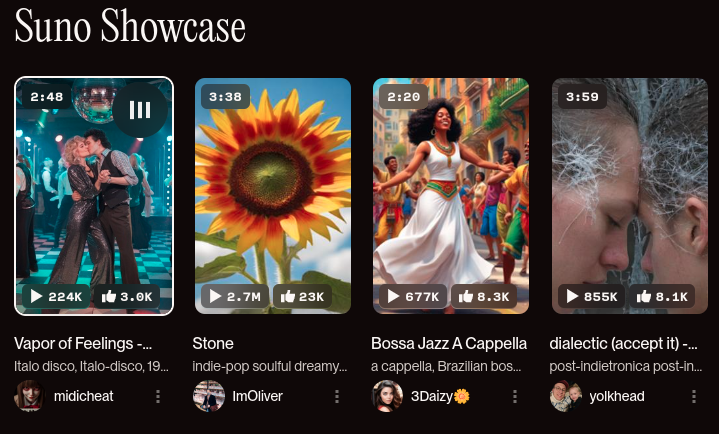 Suno Showcase
2:48
3:38
2:20
3:59
224K 3.0K
2.7M 23K
677K 8.3K
855K 8.1K
Vapor of Feelings -...
Stone
Bossa Jazz A Cappella
dialectic (accept it) -...
Italo disco, Italo-disco, 19...
indie-pop soulful dreamy...
a cappella, Brazilian bos...
post-indietronica post-in...
midicheat
ImOliver
3Daizy🌼
yolkhead